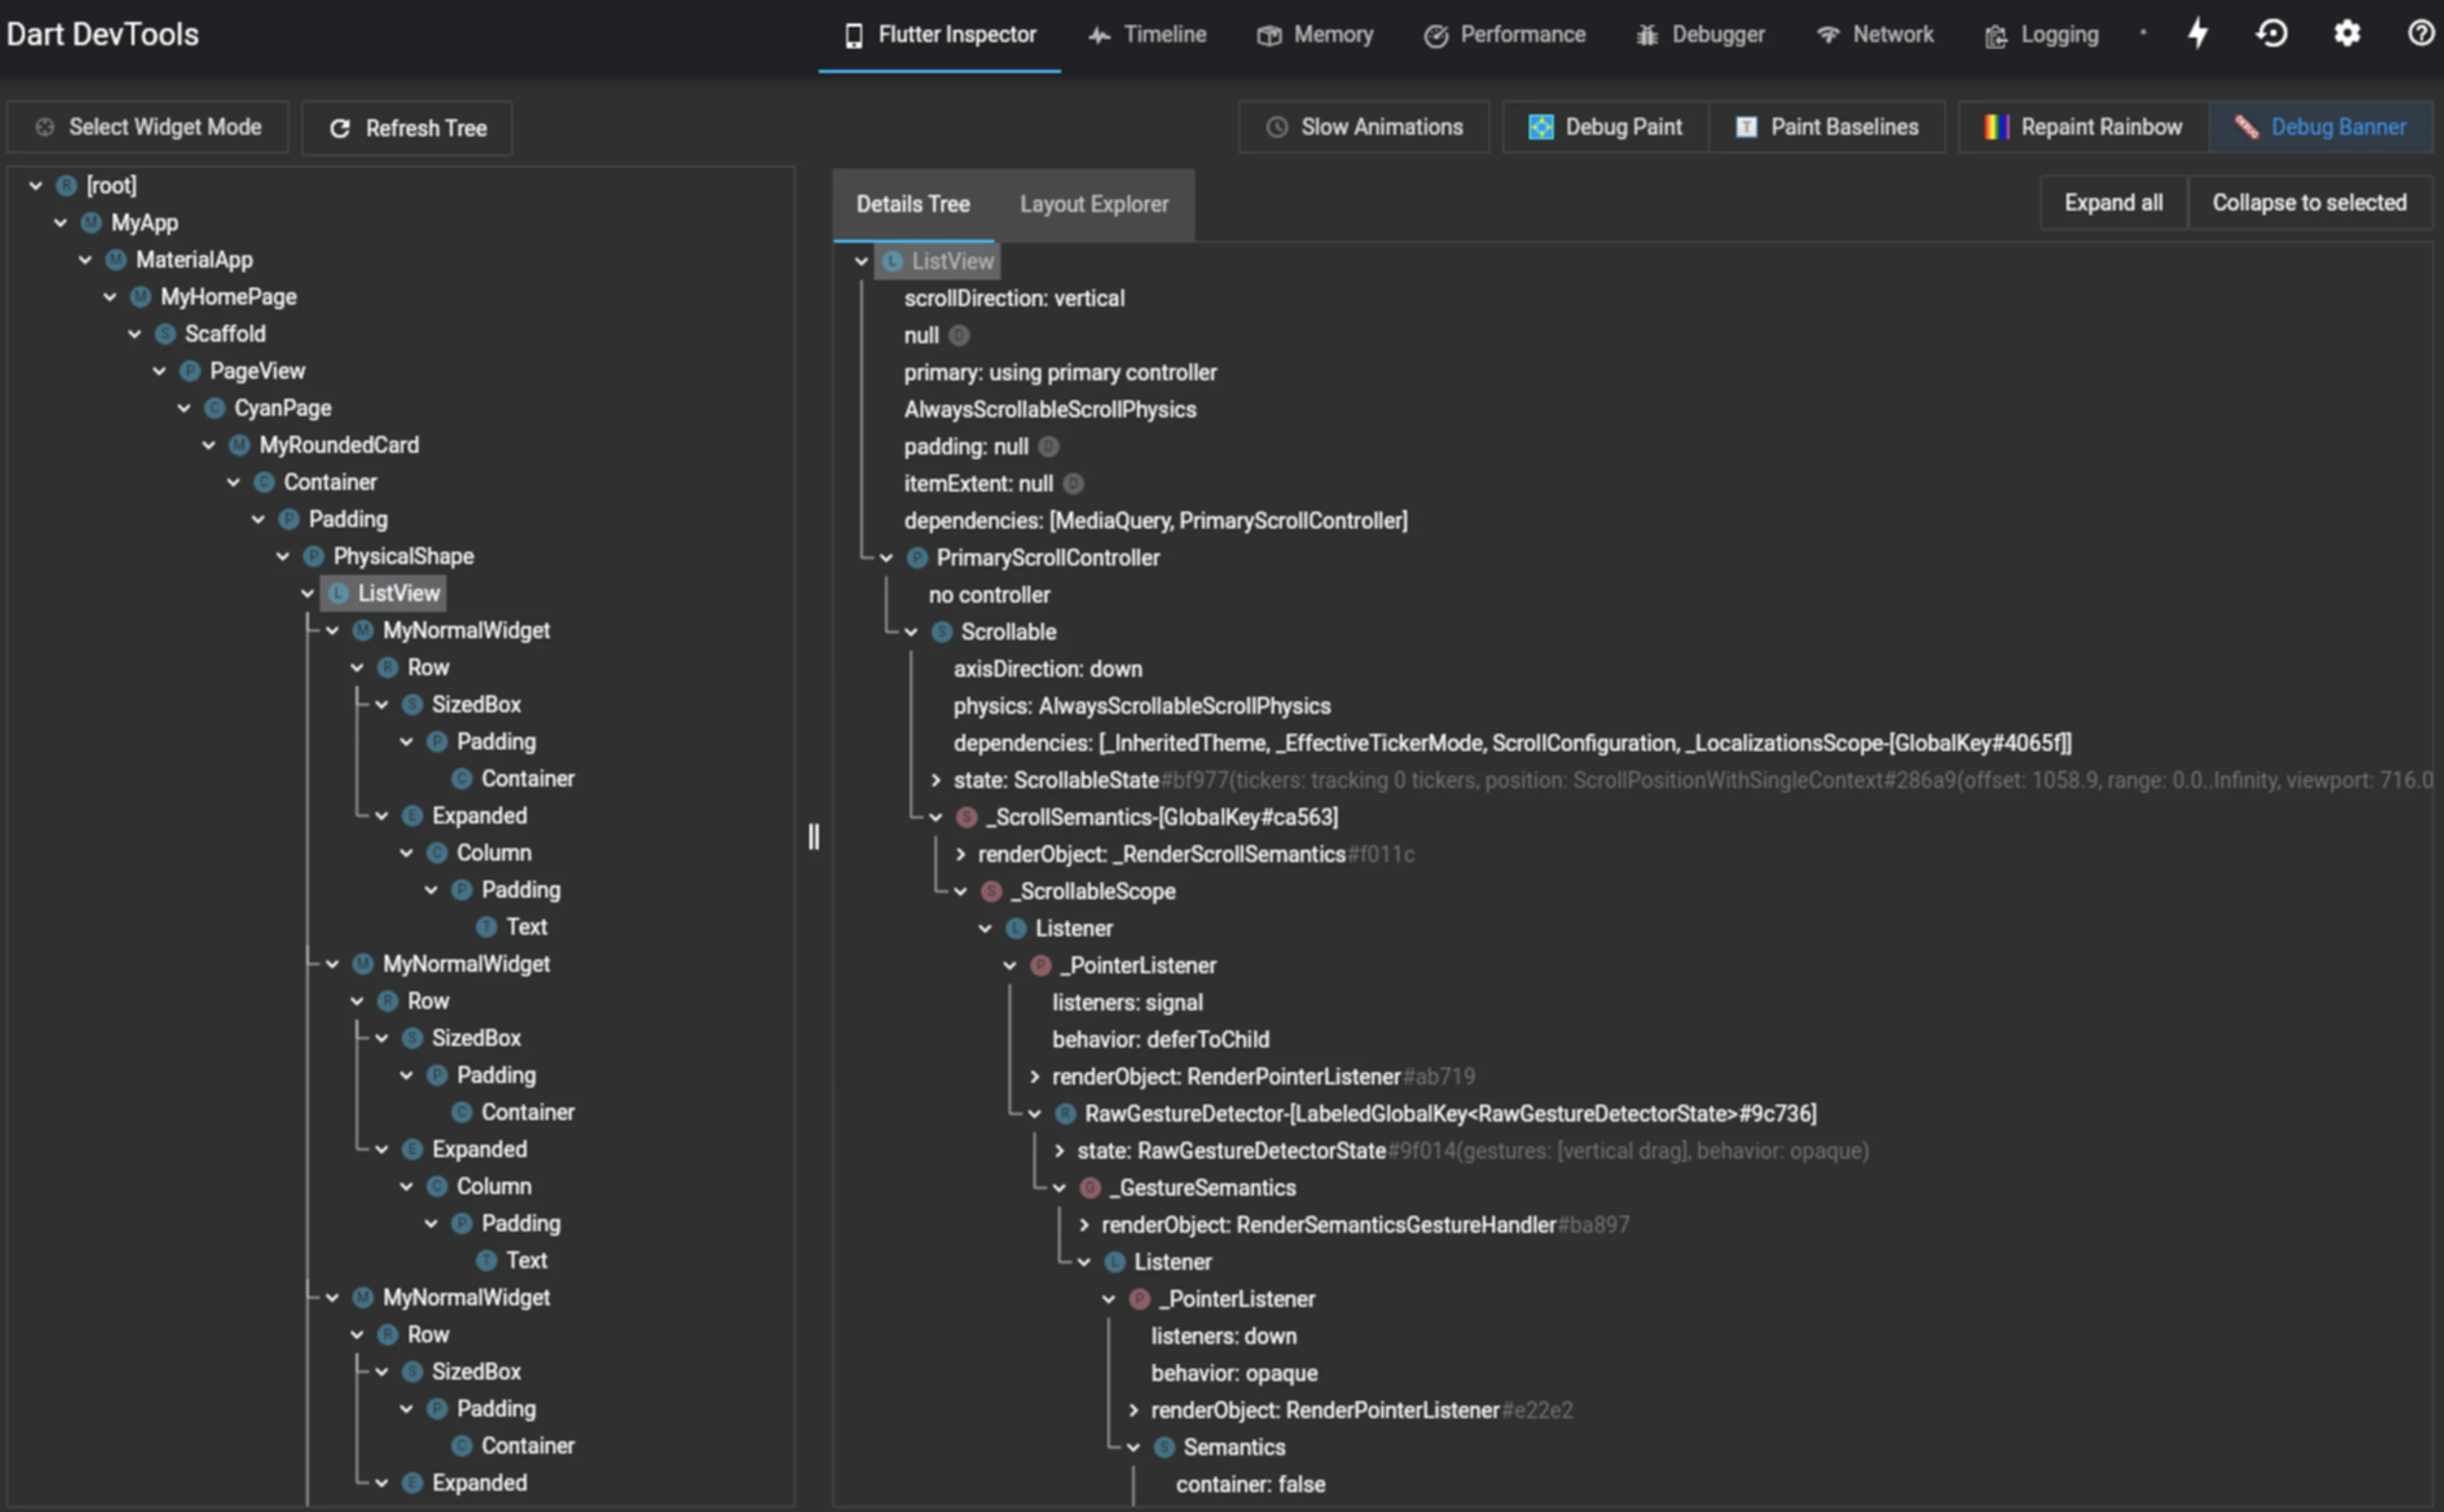 Dart DevTools
Flutter Inspector
Timeline
Memory
Performance
Debugger
Network
Logging
Select Widget Mode
Refresh Tree
Slow Animations
Debug Paint
Paint Baselines
Repaint Rainbow
Debug Banner
[root]
MyApp
MaterialApp
MyHomePage
Scaffold
PageView
CyanPage
MyRoundedCard
Container
Padding
PhysicalShape
ListView
MyNormalWidget
Row
SizedBox
Padding
Container
Expanded
Column
Padding
Text
MyNormalWidget
Row
SizedBox
Padding
Container
Expanded
Column
Padding
Text
MyNormalWidget
Row
SizedBox
Padding
Container
Expanded
Details Tree
Layout Explorer
Expand all
Collapse to selected
ListView
scrollDirection: vertical
null
primary: using primary controller
AlwaysScrollableScrollPhysics
padding: null
itemExtent: null
dependencies: [MediaQuery, PrimaryScrollController]
PrimaryScrollController
no controller
Scrollable
axisDirection: down
physics: AlwaysScrollableScrollPhysics
dependencies: [_InheritedTheme, _EffectiveTickerMode, ScrollConfiguration, _LocalizationsScope-[GlobalKey#4065f]]
state: ScrollableState#bf977(tickers: tracking 0 tickers, position: ScrollPositionWithSingleContext#286a9(offset: 1058.9, range: 0.0..Infinity, viewport: 716.0
_ScrollSemantics-[GlobalKey#ca563]
renderObject: _RenderScrollSemantics#f011c
_ScrollableScope
Listener
_PointerListener
listeners: signal
behavior: deferToChild
renderObject: RenderPointerListener#ab719
RawGestureDetector-[LabeledGlobalKey<RawGestureDetectorState>#9c736]
state: RawGestureDetectorState#9f014(gestures: [vertical drag], behavior: opaque)
_GestureSemantics
renderObject: RenderSemanticsGestureHandler#ba897
Listener
_PointerListener
listeners: down
behavior: opaque
renderObject: RenderPointerListener#e22e2
Semantics
container: false